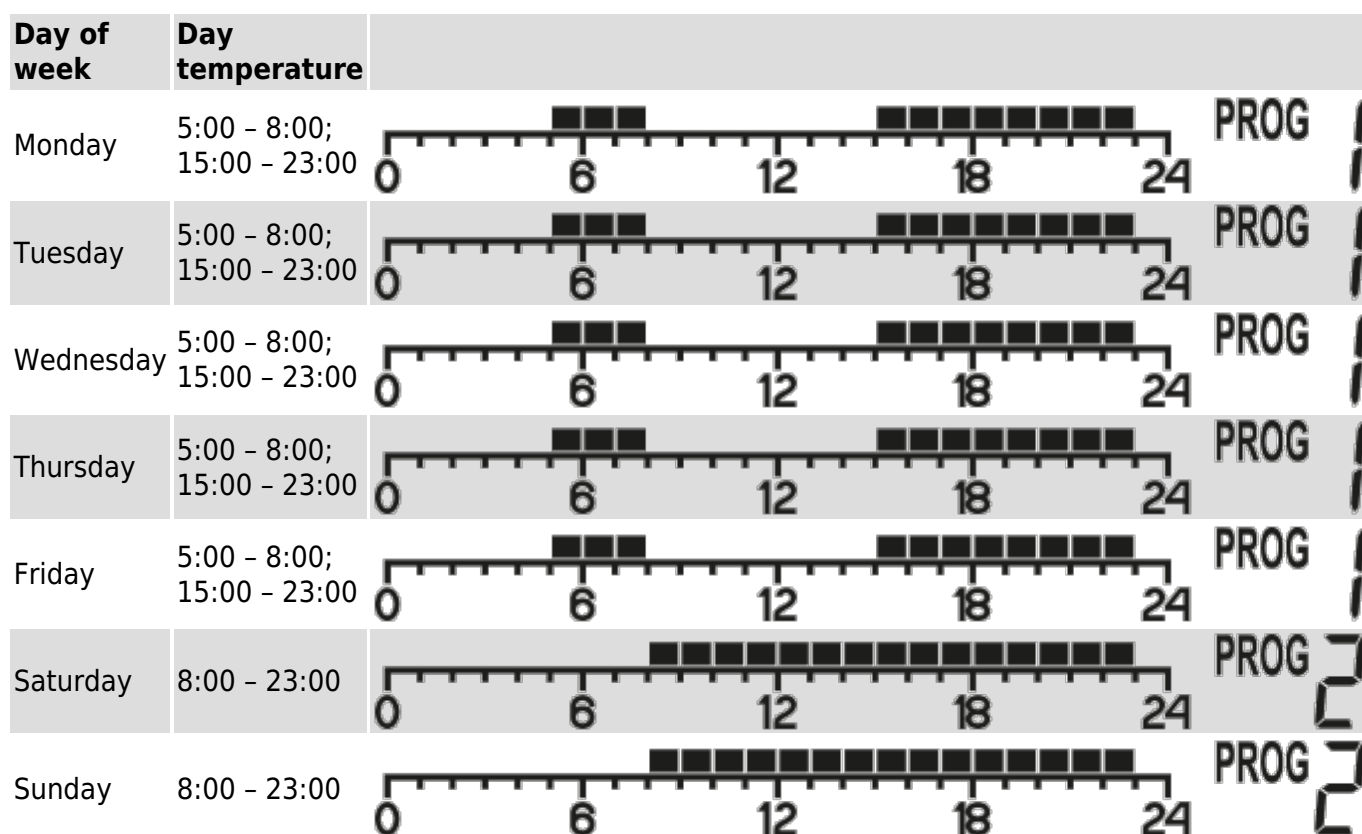 Day of week
Day temperature
Monday
5:00 – 8:00;
15:00 – 23:00
0 6 12 18 24
PROG 1
Tuesday
5:00 – 8:00;
15:00 – 23:00
0 6 12 18 24
PROG 1
Wednesday
5:00 – 8:00;
15:00 – 23:00
0 6 12 18 24
PROG 1
Thursday
5:00 – 8:00;
15:00 – 23:00
0 6 12 18 24
PROG 1
Friday
5:00 – 8:00;
15:00 – 23:00
0 6 12 18 24
PROG 1
Saturday
8:00 – 23:00
0 6 12 18 24
PROG 2
Sunday
8:00 – 23:00
0 6 12 18 24
PROG 2